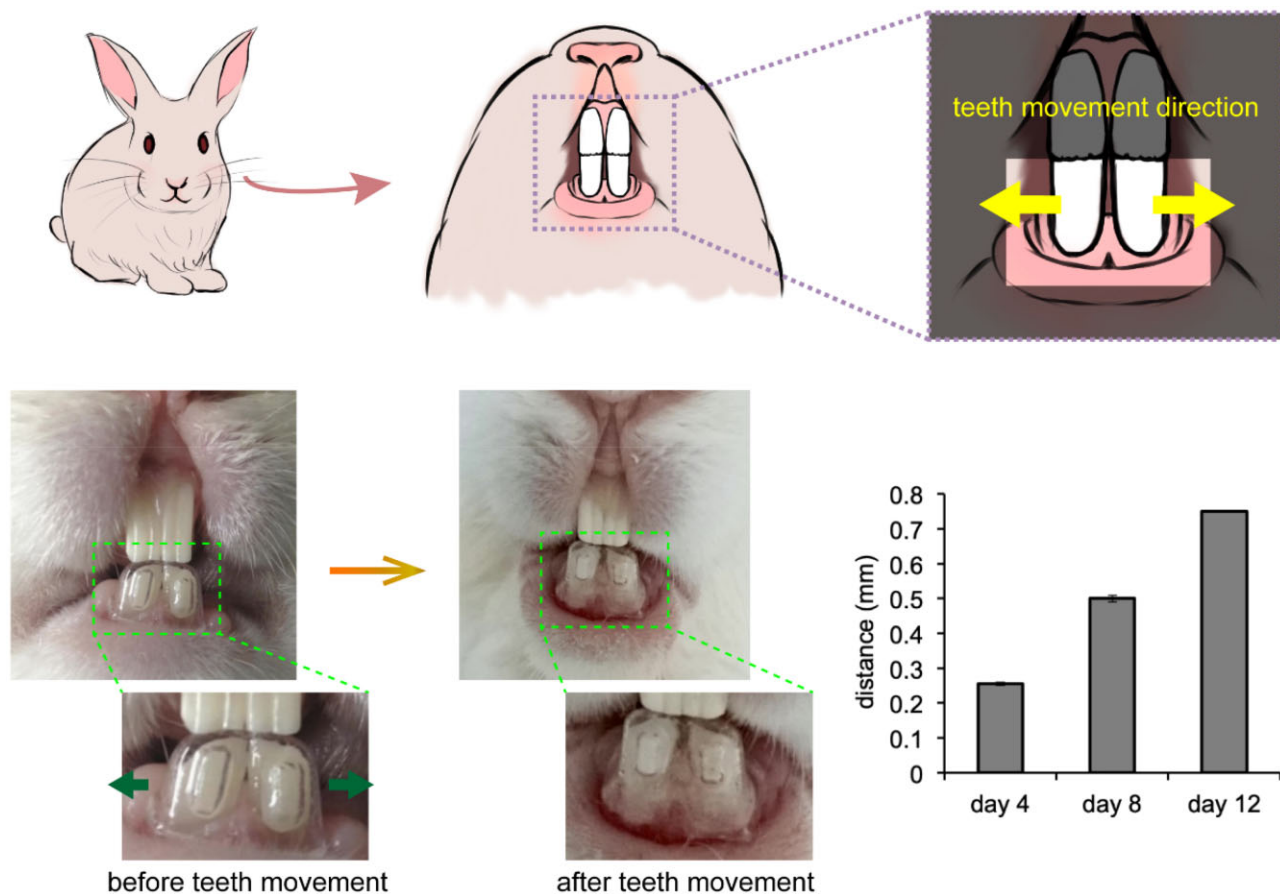 teeth movement direction
before teeth movement
after teeth movement
distance (mm)
0.8
0.7
0.6
0.5
0.4
0.3
0.2
0.1
0
day 4
day 8
day 12